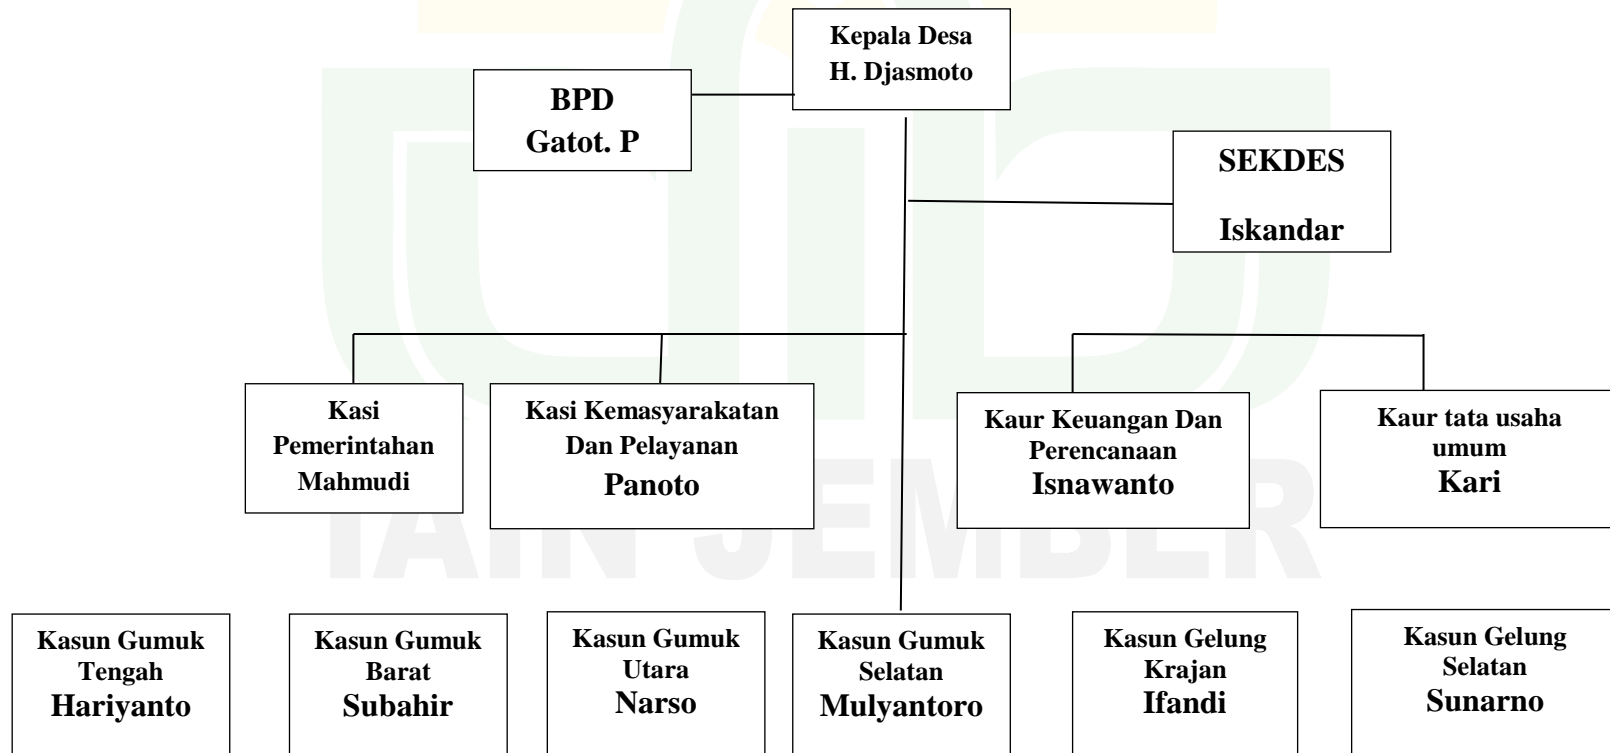 Kepala Desa
H. Djasmoto
BPD
Gatot. P
SEKDES
Iskandar
Kasi
Pemerintahan
Mahmudi
Kasi Kemasyarakatan
Dan Pelayanan
Panoto
Kaur Keuangan Dan
Perencanaan
Isnawanto
Kaur tata usaha
umum
Kari
IAIN JEMBER
Kasun Gumuk
Tengah
Hariyanto
Kasun Gumuk
Barat
Subahir
Kasun Gumuk
Utara
Narso
Kasun Gumuk
Selatan
Mulyantoro
Kasun Gelung
Krajan
Ifandi
Kasun Gelung
Selatan
Sunarno